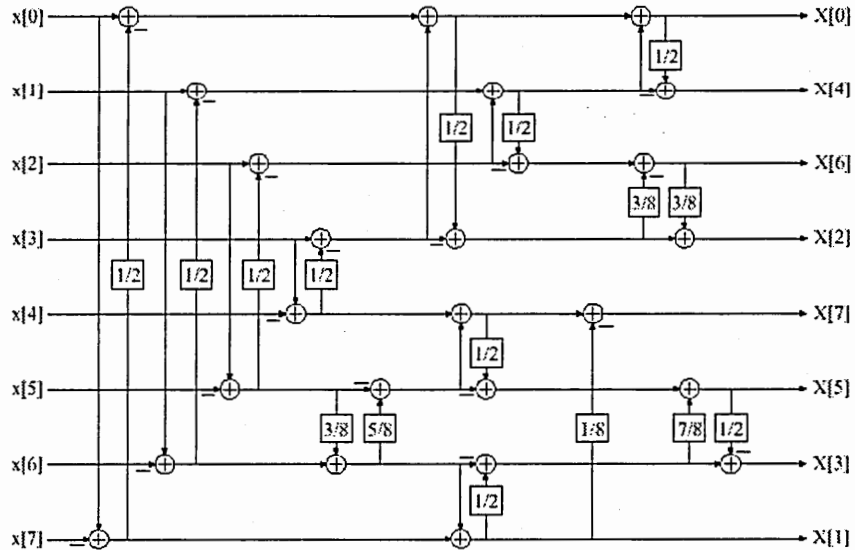 x[0] X[0]
1/2
x[1] X[4]
1/2 1/2
x[2] X[6]
3/8 3/8
x[3] X[2]
1/2 1/2 1/2 1/2
x[4] X[7]
1/2
x[5] X[5]
3/8 5/8 1/8 7/8 1/2
x[6] X[3]
1/2
x[7] X[1]